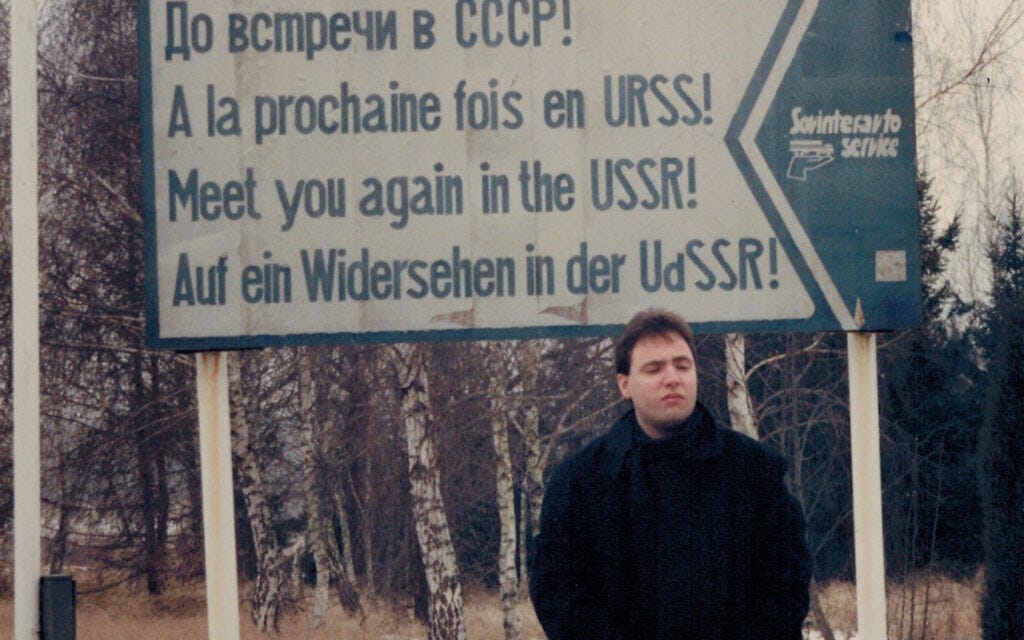 До встречи в СССР!
A la prochaine fois en URSS!
Meet you again in the USSR!
Auf ein Widersehen in der UdSSR!
Sovinteravto
service